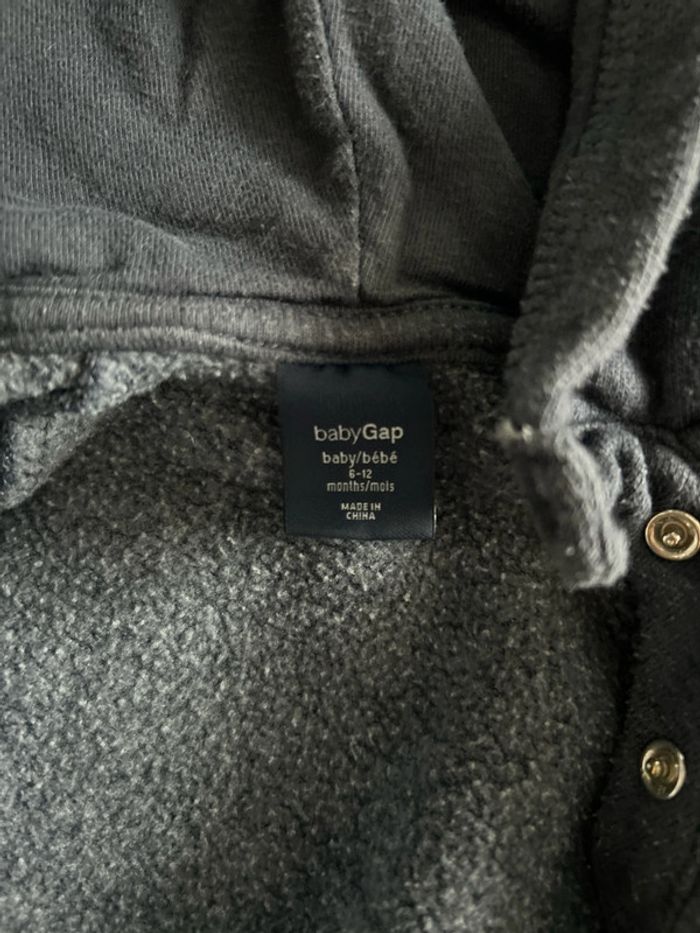 babyGap
baby/bébé
6-12
months/mois
MADE IN
CHINA